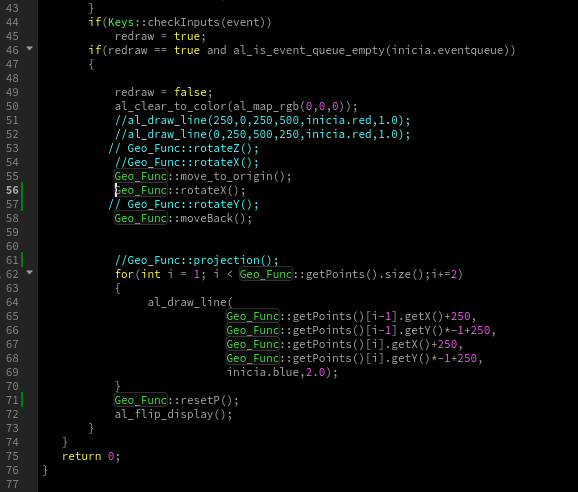 43 }
44 if(Keys::checkInputs(event))
45 redraw = true;
46 if(redraw == true and al_is_event_queue_empty(inicia.eventqueue))
47 {
48
49 redraw = false;
50 al_clear_to_color(al_map_rgb(0,0,0));
51 //al_draw_line(250,0,250,500,inicia.red,1.0);
52 //al_draw_line(0,250,500,250,inicia.red,1.0);
53 // Geo_Func::rotateZ();
54 //Geo_Func::rotateX();
55 Geo_Func::move_to_origin();
56 Geo_Func::rotateX();
57 // Geo_Func::rotateY();
58 Geo_Func::moveBack();
59
60
61 //Geo_Func::projection();
62 for(int i = 1; i < Geo_Func::getPoints().size();i+=2)
63 {
64 al_draw_line(
65 Geo_Func::getPoints()[i-1].getX()+250,
66 Geo_Func::getPoints()[i-1].getY()*-1+250,
67 Geo_Func::getPoints()[i].getX()+250,
68 Geo_Func::getPoints()[i].getY()*-1+250,
69 inicia.blue,2.0);
70 }
71 Geo_Func::resetP();
72 al_flip_display();
73 }
74 }
75 return 0;
76 }
77